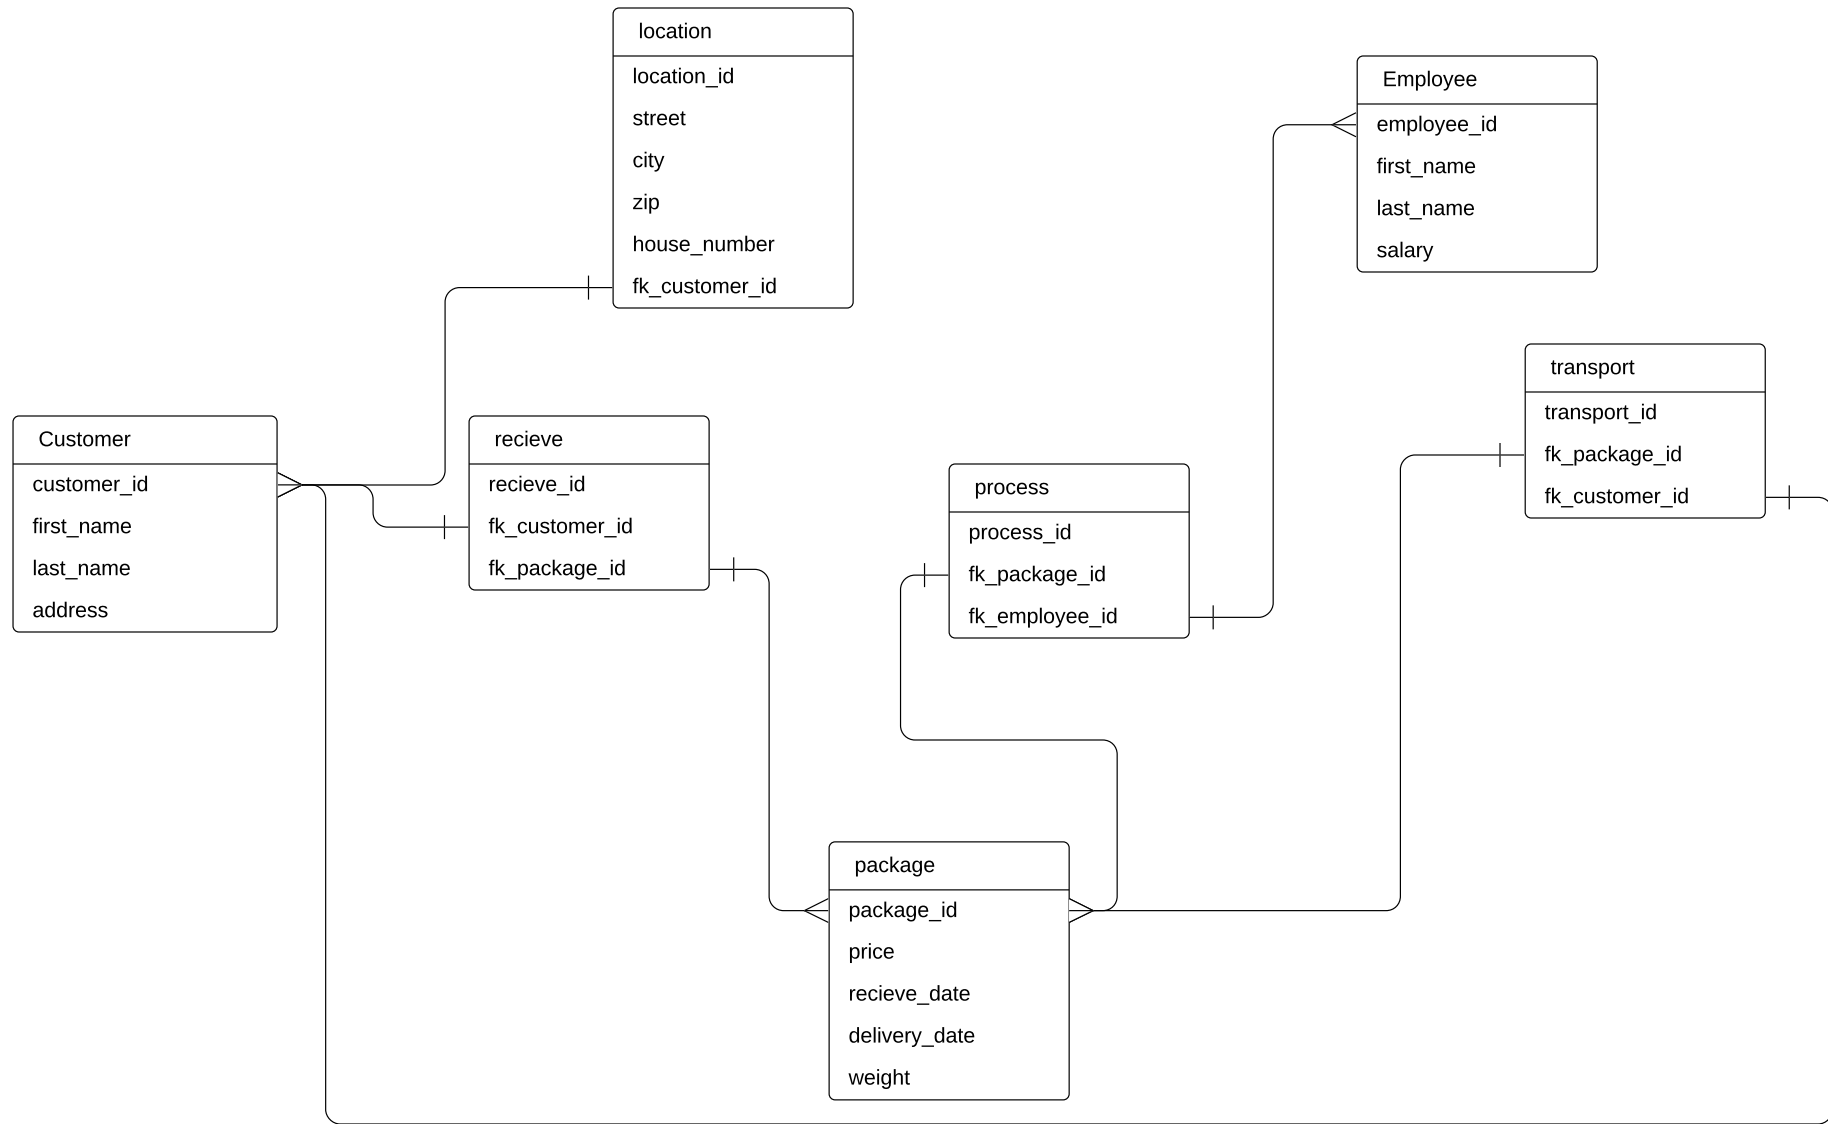 location
location_id
street
city
zip
house_number
fk_customer_id
Employee
employee_id
first_name
last_name
salary
transport
transport_id
fk_package_id
fk_customer_id
Customer
customer_id
first_name
last_name
address
recieve
recieve_id
fk_customer_id
fk_package_id
process
process_id
fk_package_id
fk_employee_id
package
package_id
price
recieve_date
delivery_date
weight